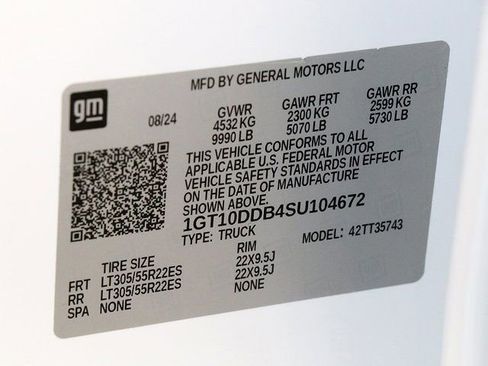 MFD BY GENERAL MOTORS LLC
gm
08/24
GVWR GAWR FRT GAWR RR
4532 KG 2300 KG 2599 KG
9990 LB 5070 LB 5730 LB
THIS VEHICLE CONFORMS TO ALL
APPLICABLE U.S. FEDERAL MOTOR
VEHICLE SAFETY STANDARDS IN EFFECT
ON THE DATE OF MANUFACTURE
SHOWN ABOVE.
1GT10DDB4SU104672
TYPE: TRUCK MODEL: 42TT35743
TIRE SIZE RIM
FRT LT305/55R22ES 22X9.5J
RR LT305/55R22ES 22X9.5J
SPA NONE NONE